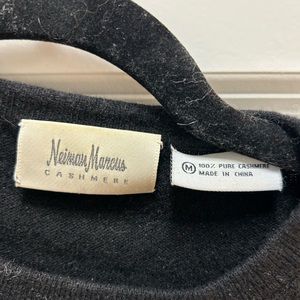 Neiman Marcus
CASHMERE
M 100% PURE CASHMERE
MADE IN CHINA